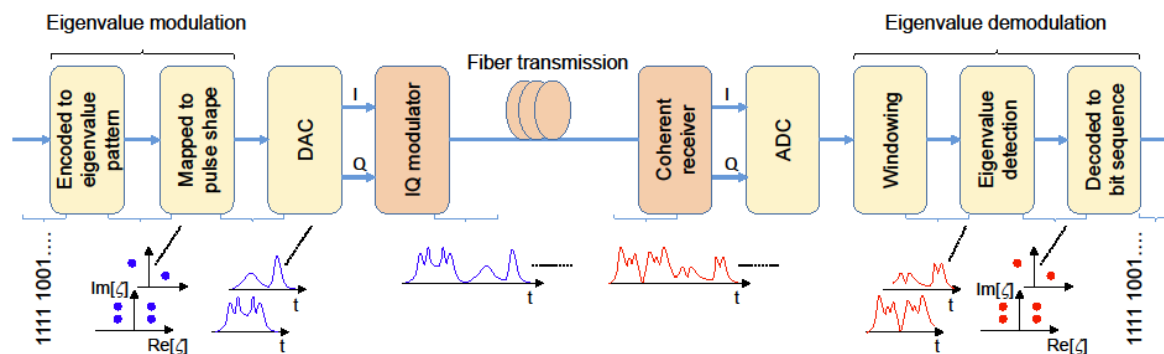 Eigenvalue modulation
Eigenvalue demodulation
Fiber transmission
Encoded to
eigenvalue
pattern
Mapped to
pulse shape
DAC
I
Q
IQ modulator
Coherent
receiver
I
Q
ADC
Windowing
Eigenvalue
detection
Decoded to
bit sequence
1111 1001.....
Im[ζ]
Re[ζ]
t
t
t
t
t
t
Im[ζ]
Re[ζ]
1111 1001.....